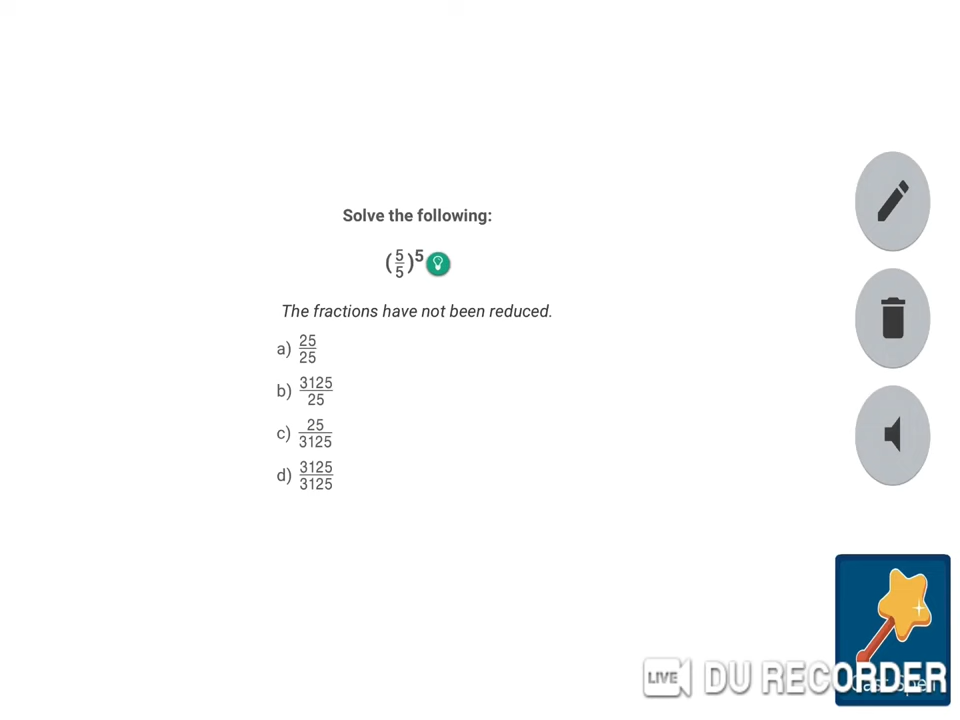 Solve the following:
(5/5)⁵
The fractions have not been reduced.
a) 25/25
b) 3125/25
c) 25/3125
d) 3125/3125
LIVE DU RECORDER